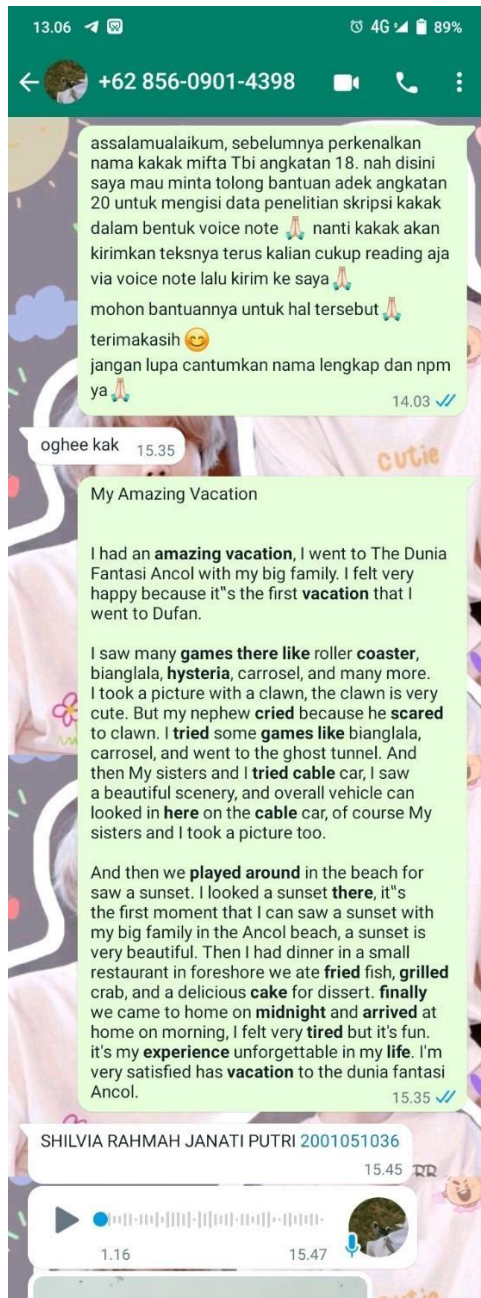 13.06 4G 89%
+62 856-0901-4398
assalamualaikum, sebelumnya perkenalkan
nama kakak mifta Tbi angkatan 18. nah disini
saya mau minta tolong bantuan adek angkatan
20 untuk mengisi data penelitian skripsi kakak
dalam bentuk voice note 🙏🏻 nanti kakak akan
kirimkan teksnya terus kalian cukup reading aja
via voice note lalu kirim ke saya🙏🏻
mohon bantuannya untuk hal tersebut🙏🏻
terimakasih 😊
jangan lupa cantumkan nama lengkap dan npm
ya🙏🏻
14.03
oghee kak 15.35
cutie
My Amazing Vacation
I had an amazing vacation, I went to The Dunia
Fantasi Ancol with my big family. I felt very
happy because it"s the first vacation that I
went to Dufan.
I saw many games there like roller coaster,
bianglala, hysteria, carrosel, and many more.
I took a picture with a clawn, the clawn is very
cute. But my nephew cried because he scared
to clawn. I tried some games like bianglala,
carrosel, and went to the ghost tunnel. And
then My sisters and I tried cable car, I saw
a beautiful scenery, and overall vehicle can
looked in here on the cable car, of course My
sisters and I took a picture too.
And then we played around in the beach for
saw a sunset. I looked a sunset there, it"s
the first moment that I can saw a sunset with
my big family in the Ancol beach, a sunset is
very beautiful. Then I had dinner in a small
restaurant in foreshore we ate fried fish, grilled
crab, and a delicious cake for dissert. finally
we came to home on midnight and arrived at
home on morning, I felt very tired but it's fun.
it's my experience unforgettable in my life. I'm
very satisfied has vacation to the dunia fantasi
Ancol.
15.35
SHILVIA RAHMAH JANATI PUTRI 2001051036
15.45
1.16 15.47